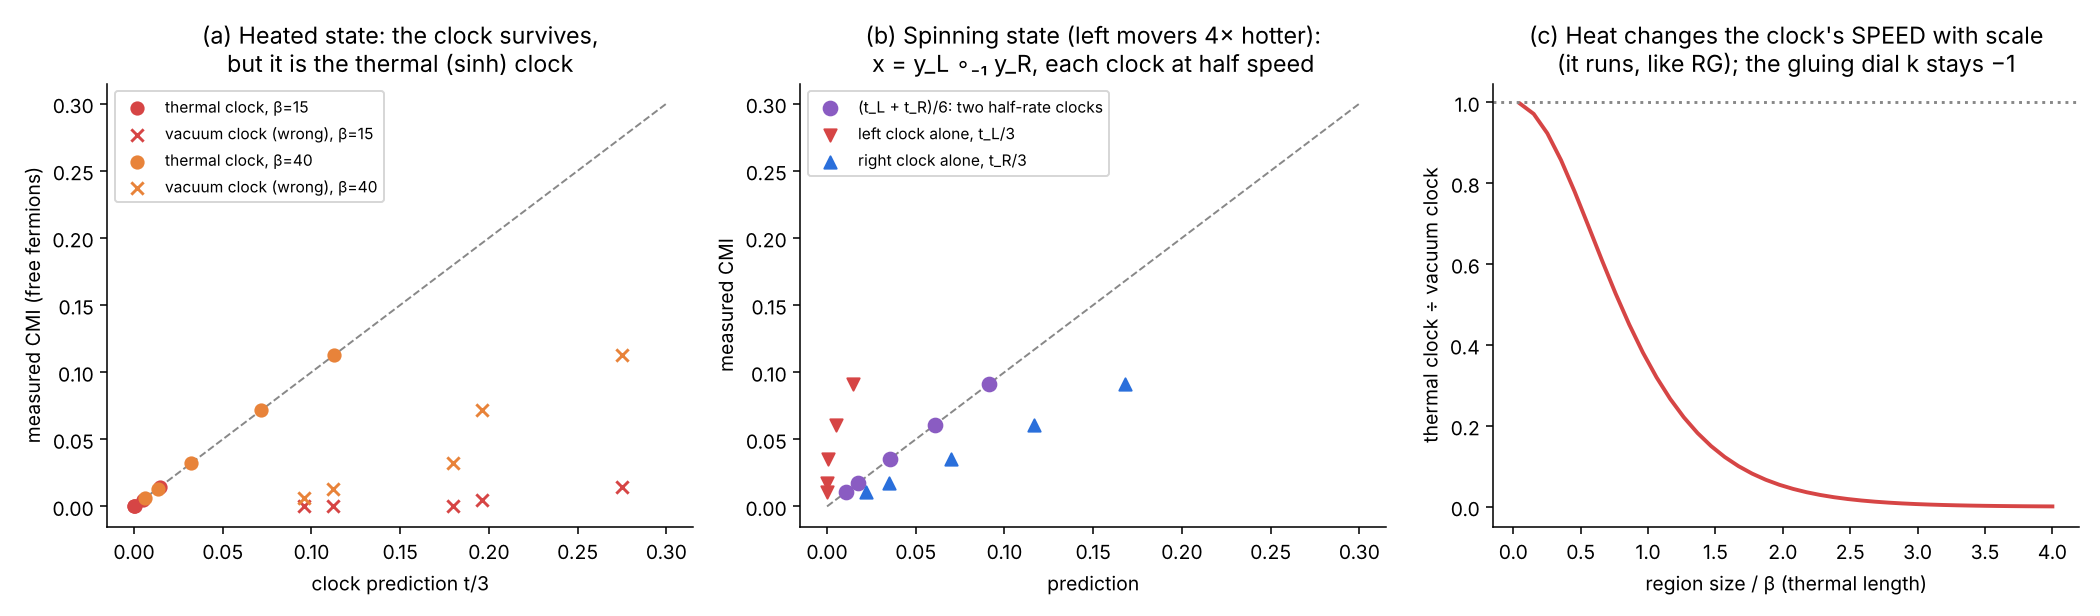 (a) Heated state: the clock survives,
but it is the thermal (sinh) clock
thermal clock, β=15
vacuum clock (wrong), β=15
thermal clock, β=40
vacuum clock (wrong), β=40
measured CMI (free fermions)
0.30
0.25
0.20
0.15
0.10
0.05
0.00
0.00 0.05 0.10 0.15 0.20 0.25 0.30
clock prediction t/3
(b) Spinning state (left movers 4× hotter):
x = y_L ∘₋₁ y_R, each clock at half speed
(t_L + t_R)/6: two half-rate clocks
left clock alone, t_L/3
right clock alone, t_R/3
measured CMI
0.30
0.25
0.20
0.15
0.10
0.05
0.00
0.00 0.05 0.10 0.15 0.20 0.25 0.30
prediction
(c) Heat changes the clock's SPEED with scale
(it runs, like RG); the gluing dial k stays −1
thermal clock ÷ vacuum clock
1.0
0.8
0.6
0.4
0.2
0.0
0.0 0.5 1.0 1.5 2.0 2.5 3.0 3.5 4.0
region size / β (thermal length)